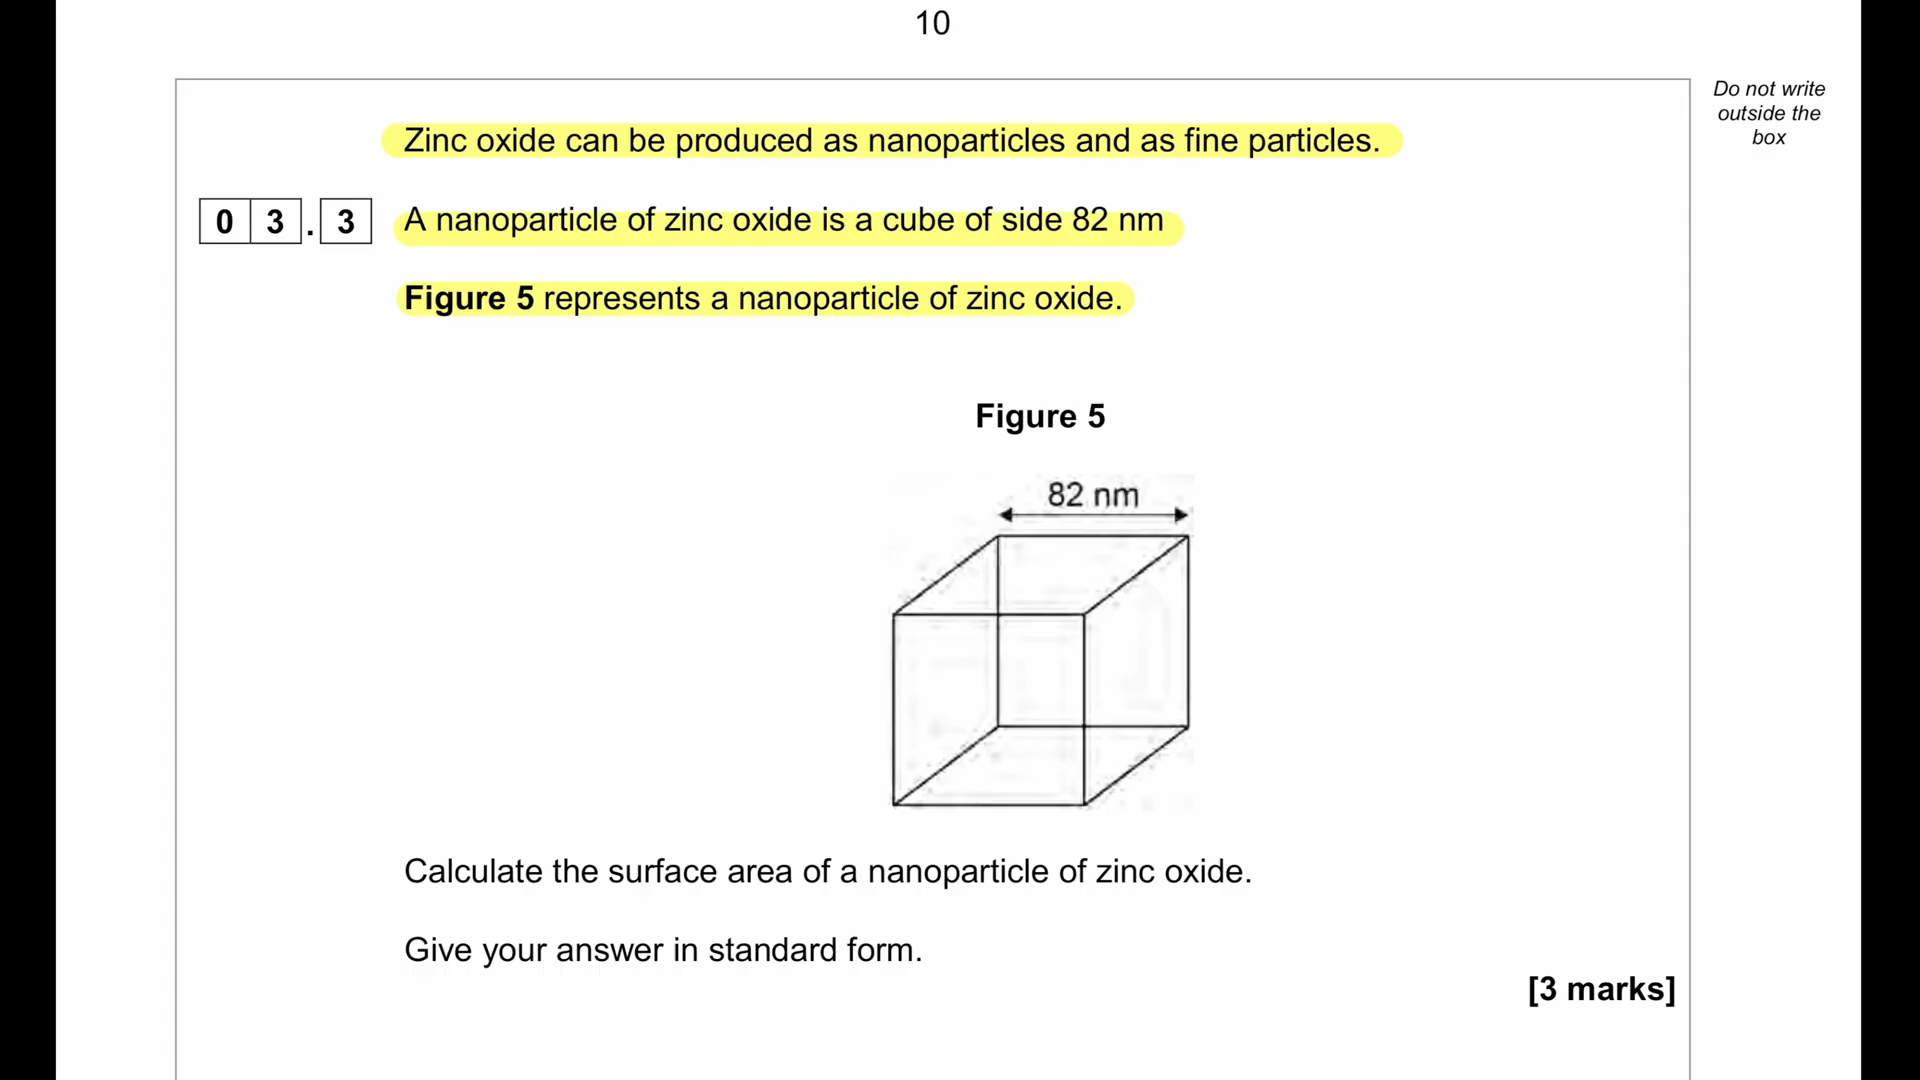 10
Do not write
outside the
box
Zinc oxide can be produced as nanoparticles and as fine particles.
0 3 . 3 A nanoparticle of zinc oxide is a cube of side 82 nm
Figure 5 represents a nanoparticle of zinc oxide.
Figure 5
82 nm
Calculate the surface area of a nanoparticle of zinc oxide.
Give your answer in standard form.
[3 marks]